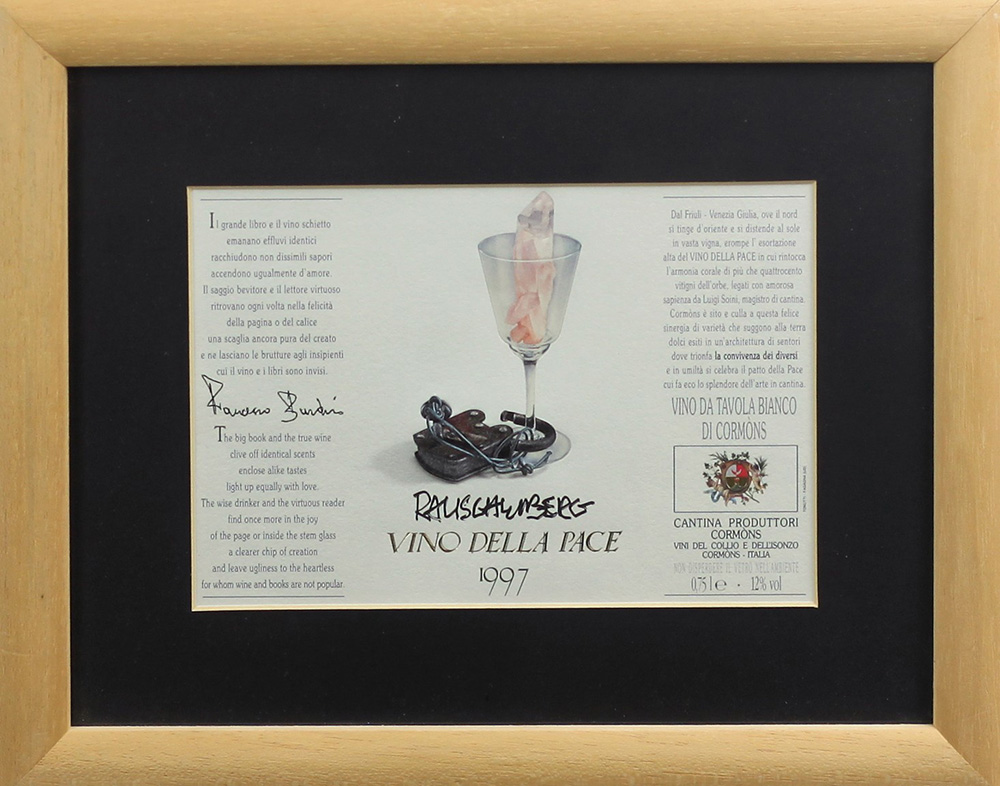 Il grande libro e il vino schietto
emanano effluvi identici
racchiudono non dissimili sapori
accendono ugualmente d'amore.
Il saggio bevitore e il lettore virtuoso
ritrovano ogni volta nella felicità
della pagina o del calice
una scaglia ancora pura del creato
e ne lasciano le brutture agli insipienti
cui il vino e i libri sono invisi.
Francesco
The big book and the true wine
clive off identical scents
enclose alike tastes
light up equally with love.
The wise drinker and the virtuous reader
find once more in the joy
of the page or inside the stem glass
a clearer chip of creation
and leave ugliness to the heartless
for whom wine and books are not popular.
RAUSCHENBERG
VINO DELLA PACE
1997
Dal Friuli - Venezia Giulia, ove il nord
si tinge d'oriente e si distende al sole
in vasta vigna, erompe l'esortazione
alta del VINO DELLA PACE in cui rintocca
l'armonia corale di più che quattrocento
vitigni dell'orbe, legati con amorosa
sapienza da Luigi Soini, magistro di cantina.
Cormòns è sito e culla a questa felice
sinergia di varietà che suggono alla terra
dolci esiti in un'architettura di sentori
dove trionfa la convivenza dei diversi
e in umiltà si celebra il patto della Pace
cui fa eco lo splendore dell'arte in cantina.
VINO DA TAVOLA BIANCO
DI CORMÒNS
CANTINA PRODUTTORI
CORMÒNS
VINI DEL COLLIO E DELL'ISONZO
CORMÒNS - ITALIA
NON DISPERDERE IL VETRO NELL'AMBIENTE
0,75 l e · 12% vol